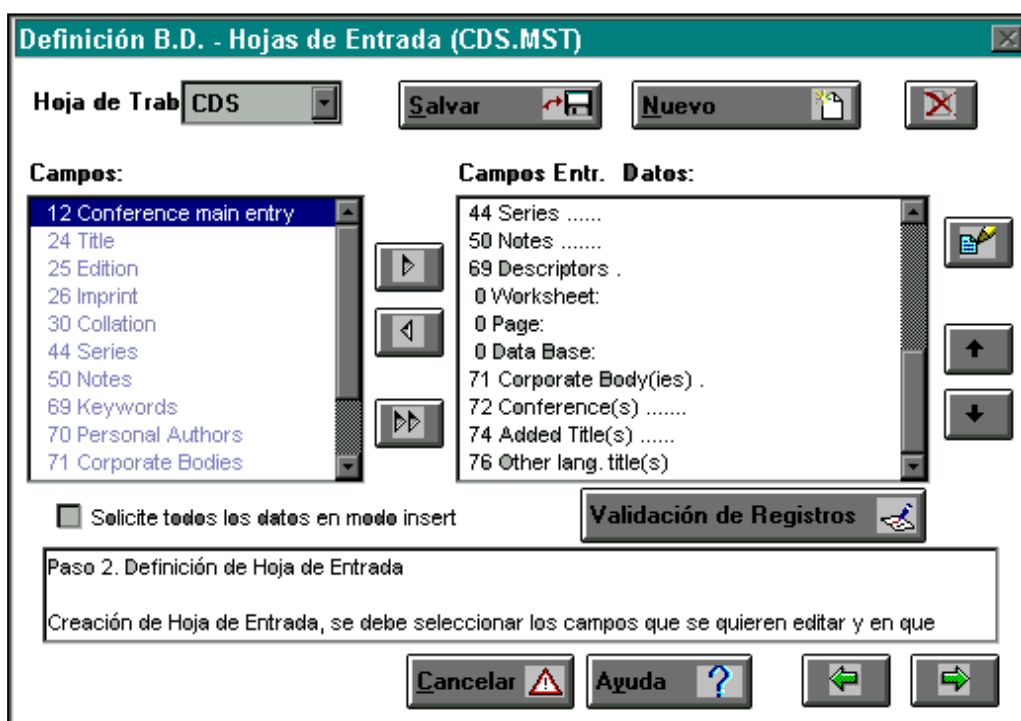 Definición B.D. - Hojas de Entrada (CDS.MST)
Hoja de Trab CDS Salvar Nuevo
Campos: Campos Entr. Datos:
12 Conference main entry
24 Title
25 Edition
26 Imprint
30 Collation
44 Series
50 Notes
69 Keywords
70 Personal Authors
71 Corporate Bodies
44 Series ......
50 Notes .......
69 Descriptors .
0 Worksheet:
0 Page:
0 Data Base:
71 Corporate Body(ies) .
72 Conference(s) .......
74 Added Title(s) ......
76 Other lang. title(s)
Solicite todos los datos en modo insert
Validación de Registros
Paso 2. Definición de Hoja de Entrada
Creación de Hoja de Entrada, se debe seleccionar los campos que se quieren editar y en que
Cancelar Ayuda ?